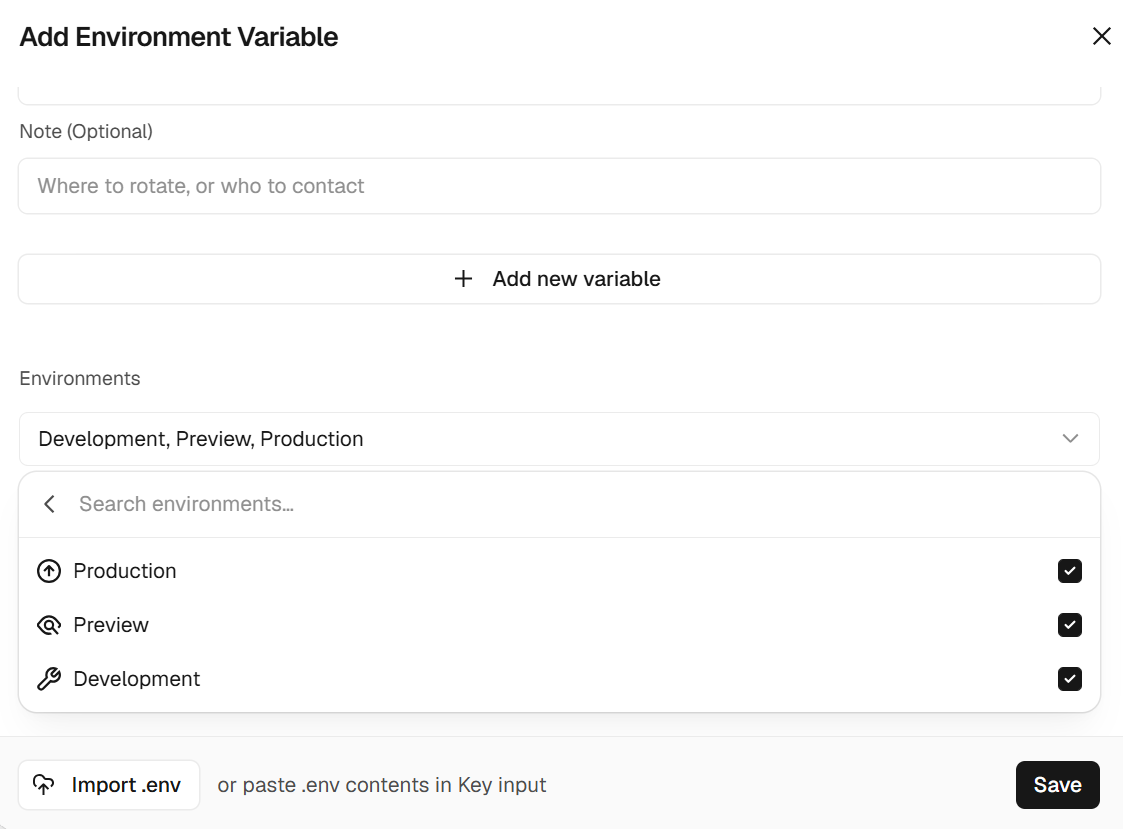 Add Environment Variable
Note (Optional)
Where to rotate, or who to contact
Add new variable
Environments
Development, Preview, Production
Search environments...
Production
Preview
Development
Import .env or paste .env contents in Key input Save